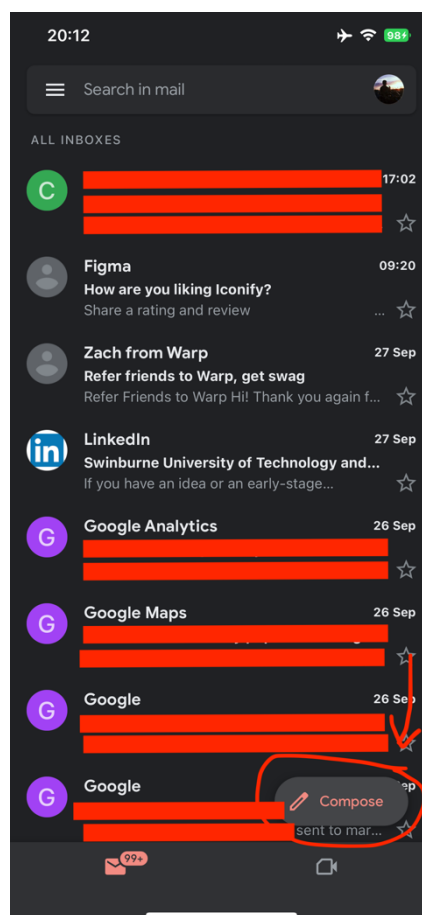 20:12
98
Search in mail
ALL INBOXES
C
17:02
Figma
09:20
How are you liking Iconify?
Share a rating and review ...
Zach from Warp
27 Sep
Refer friends to Warp, get swag
Refer Friends to Warp Hi! Thank you again f...
in
LinkedIn
27 Sep
Swinburne University of Technology and...
If you have an idea or an early-stage...
G
Google Analytics
26 Sep
G
Google Maps
26 Sep
G
Google
26 Sep
G
Google
Compose
sent to mar...
99+